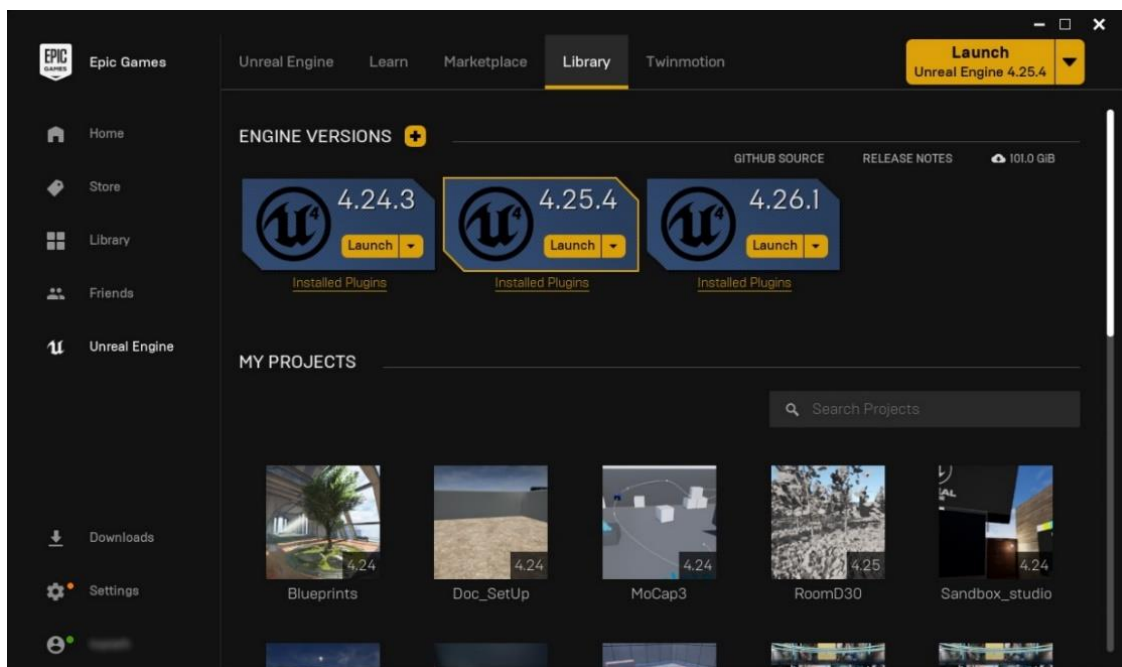 EPIC
GAMES
Epic Games
Unreal Engine
Learn
Marketplace
Library
Twinmotion
Launch
Unreal Engine 4.25.4
Home
Store
Library
Friends
Unreal Engine
Downloads
Settings
ENGINE VERSIONS
GITHUB SOURCE
RELEASE NOTES
101.0 GiB
4.24.3
Launch
Installed Plugins
4.25.4
Launch
Installed Plugins
4.26.1
Launch
Installed Plugins
MY PROJECTS
Search Projects
4.24
Blueprints
4.24
Doc_SetUp
4.24
MoCap3
4.25
RoomD30
4.24
Sandbox_studio